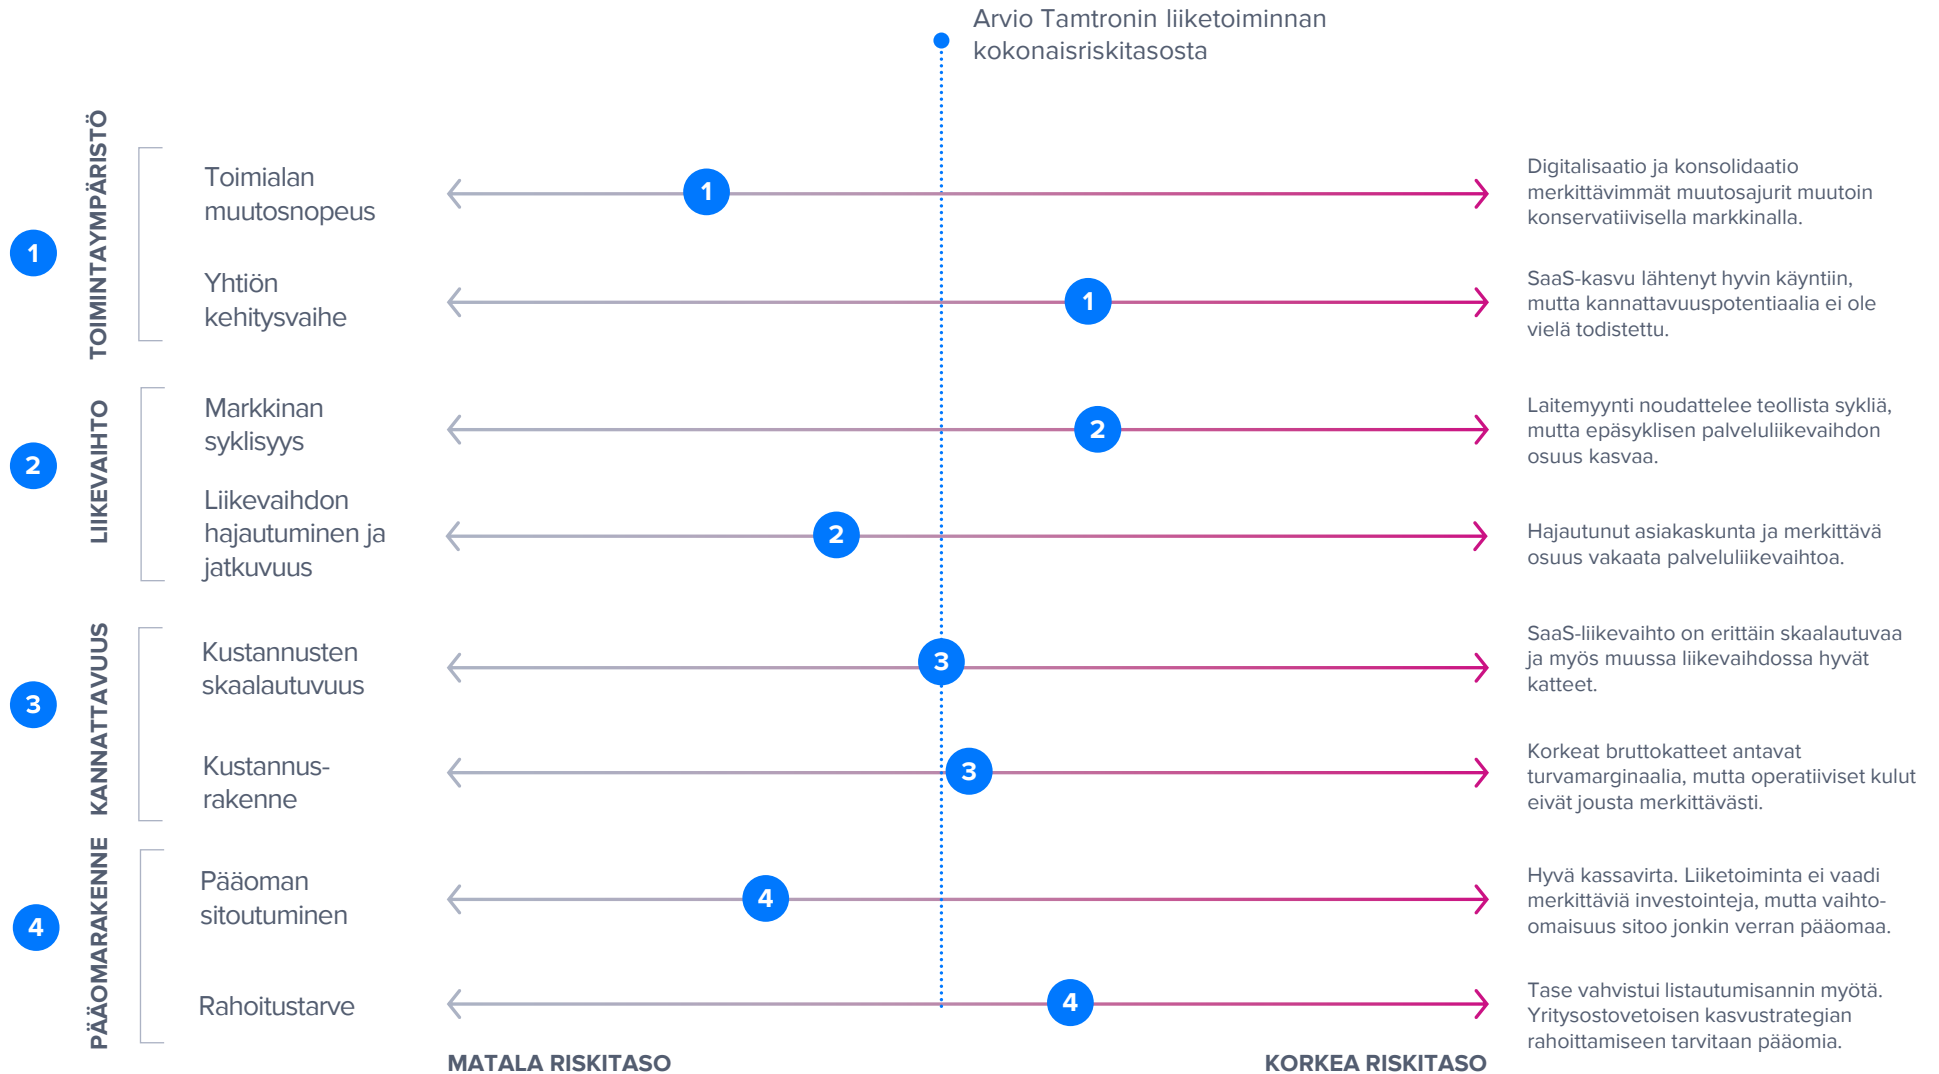 Arvio Tamtronin liiketoiminnan
kokonaisriskitasosta
1
TOIMINTAYMPÄRISTÖ
Toimialan
muutosnopeus
1
Digitalisaatio ja konsolidaatio
merkittävimmät muutosajurit muutoin
konservatiivisella markkinalla.
Yhtiön
kehitysvaihe
1
SaaS-kasvu lähtenyt hyvin käyntiin,
mutta kannattavuuspotentiaalia ei ole
vielä todistettu.
2
LIIKEVAIHTO
Markkinan
syklisyys
2
Laitemyynti noudattelee teollista sykliä,
mutta epäsyklisen palveluliikevaihdon
osuus kasvaa.
Liikevaihdon
hajautuminen ja
jatkuvuus
2
Hajautunut asiakaskunta ja merkittävä
osuus vakaata palveluliikevaihtoa.
3
KANNATTAVUUS
Kustannusten
skaalautuvuus
3
SaaS-liikevaihto on erittäin skaalautuvaa
ja myös muussa liikevaihdossa hyvät
katteet.
Kustannus-
rakenne
3
Korkeat bruttokatteet antavat
turvamarginaalia, mutta operatiiviset kulut
eivät jousta merkittävästi.
4
PÄÄOMARAKENNE
Pääoman
sitoutuminen
4
Hyvä kassavirta. Liiketoiminta ei vaadi
merkittäviä investointeja, mutta vaihto-
omaisuus sitoo jonkin verran pääomaa.
Rahoitustarve
4
Tase vahvistui listautumisannin myötä.
Yritysostovetoisen kasvustrategian
rahoittamiseen tarvitaan pääomia.
MATALA RISKITASO
KORKEA RISKITASO